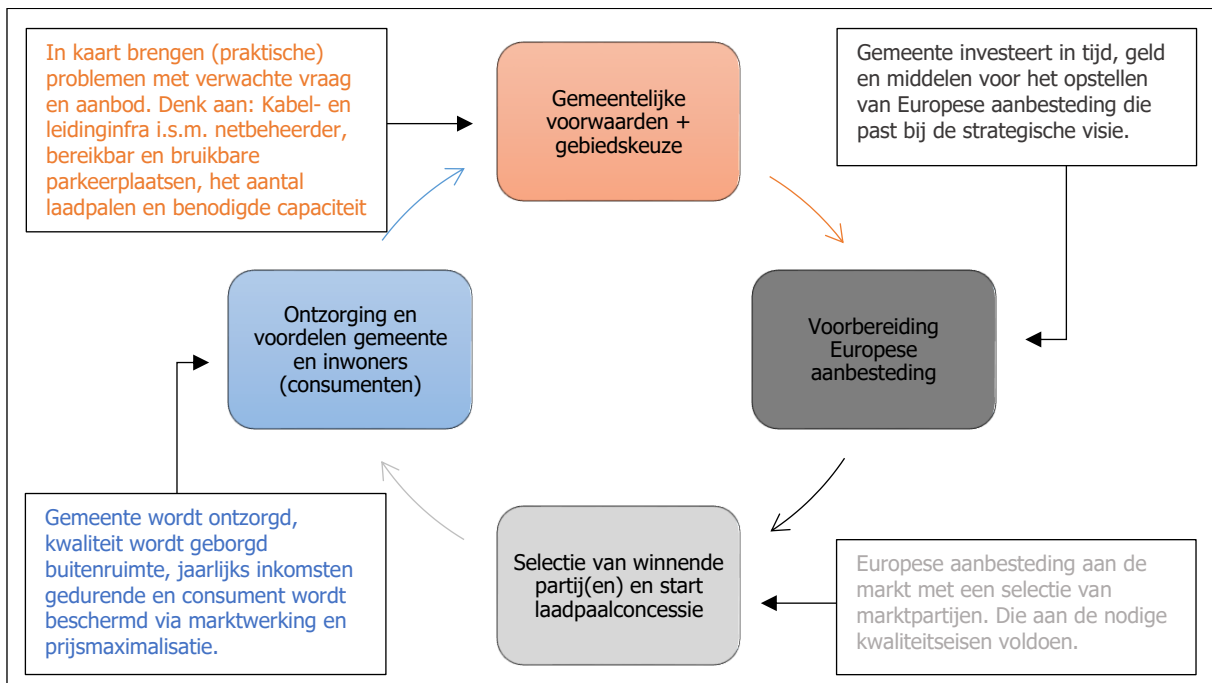 In kaart brengen (praktische)
problemen met verwachte vraag
en aanbod. Denk aan: Kabel- en
leidinginfra i.s.m. netbeheerder,
bereikbar en bruikbare
parkeerplaatsen, het aantal
laadpalen en benodigde capaciteit
Gemeentelijke
voorwaarden +
gebiedskeuze
Gemeente investeert in tijd, geld
en middelen voor het opstellen
van Europese aanbesteding die
past bij de strategische visie.
Ontzorging en
voordelen gemeente
en inwoners
(consumenten)
Voorbereiding
Europese
aanbesteding
Gemeente wordt ontzorgd,
kwaliteit wordt geborgd
buitenruimte, jaarlijks inkomsten
gedurende en consument wordt
beschermd via marktwerking en
prijsmaximalisatie.
Selectie van winnende
partij(en) en start
laadpaalconcessie
Europese aanbesteding aan de
markt met een selectie van
marktpartijen. Die aan de nodige
kwaliteitseisen voldoen.